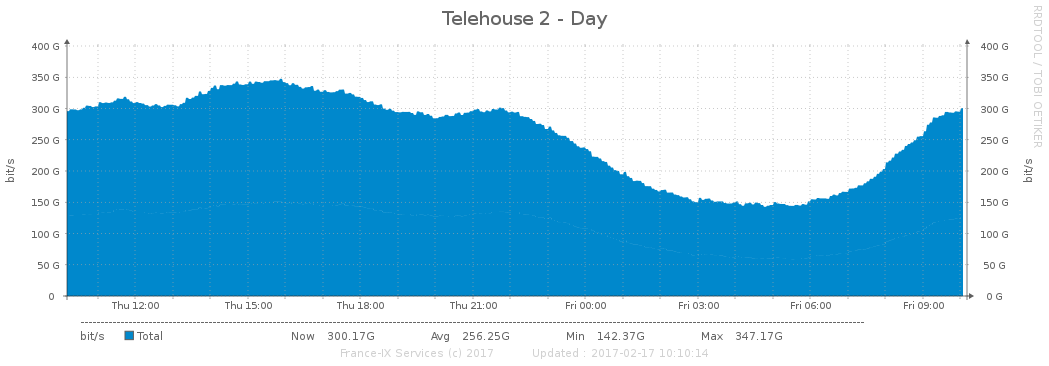 Telehouse 2 - Day
RRDTOOL / TOBI OETIKER
bit/s
400 G 400 G
350 G 350 G
300 G 300 G
250 G 250 G
200 G 200 G
150 G 150 G
100 G 100 G
50 G 50 G
0 0 G
bit/s
Thu 12:00 Thu 15:00 Thu 18:00 Thu 21:00 Fri 00:00 Fri 03:00 Fri 06:00 Fri 09:00
bit/s Total Now 300.17G Avg 256.25G Min 142.37G Max 347.17G
France-IX Services (c) 2017 Updated : 2017-02-17 10:10:14